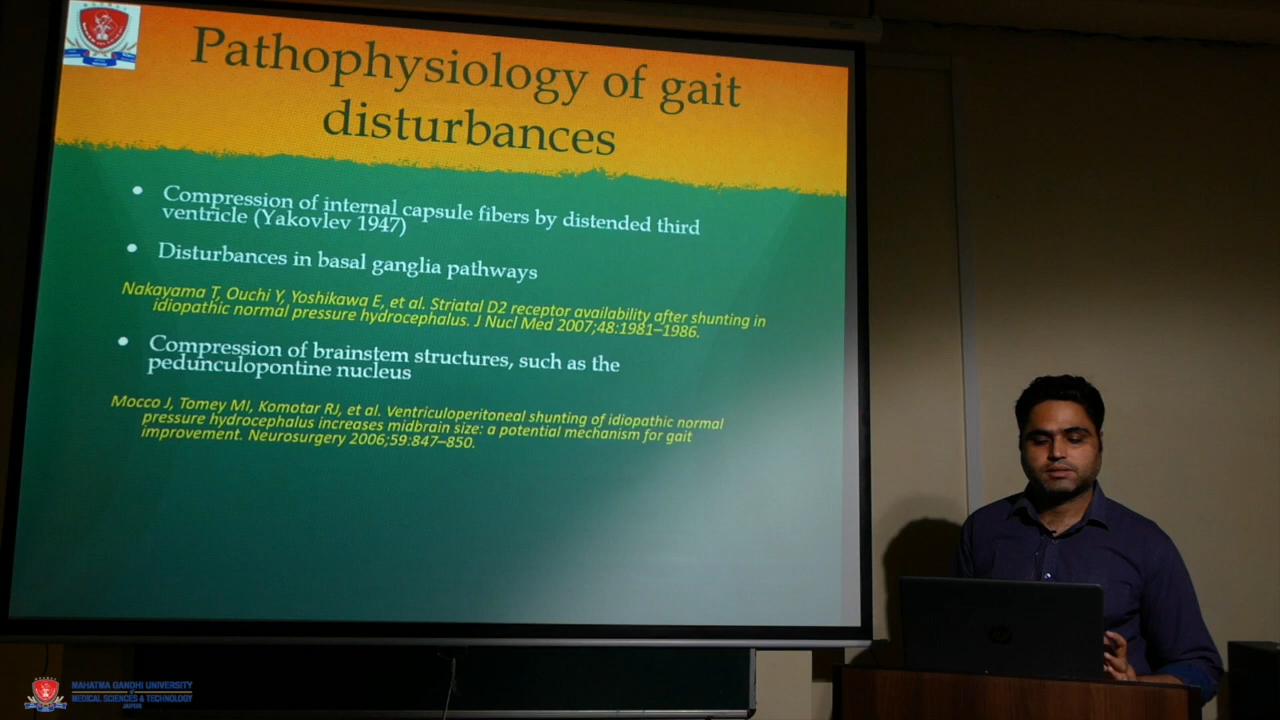 Pathophysiology of gait
disturbances
• Compression of internal capsule fibers by distended third
ventricle (Yakovlev 1947)
• Disturbances in basal ganglia pathways
Nakayama T, Ouchi Y, Yoshikawa E, et al. Striatal D2 receptor availability after shunting in
idiopathic normal pressure hydrocephalus. J Nucl Med 2007;48:1981–1986.
• Compression of brainstem structures, such as the
pedunculopontine nucleus
Mocco J, Tomey MI, Komotar RJ, et al. Ventriculoperitoneal shunting of idiopathic normal
pressure hydrocephalus increases midbrain size: a potential mechanism for gait
improvement. Neurosurgery 2006;59:847–850.
MAHATMA GANDHI UNIVERSITY
of
MEDICAL SCIENCES & TECHNOLOGY
JAIPUR